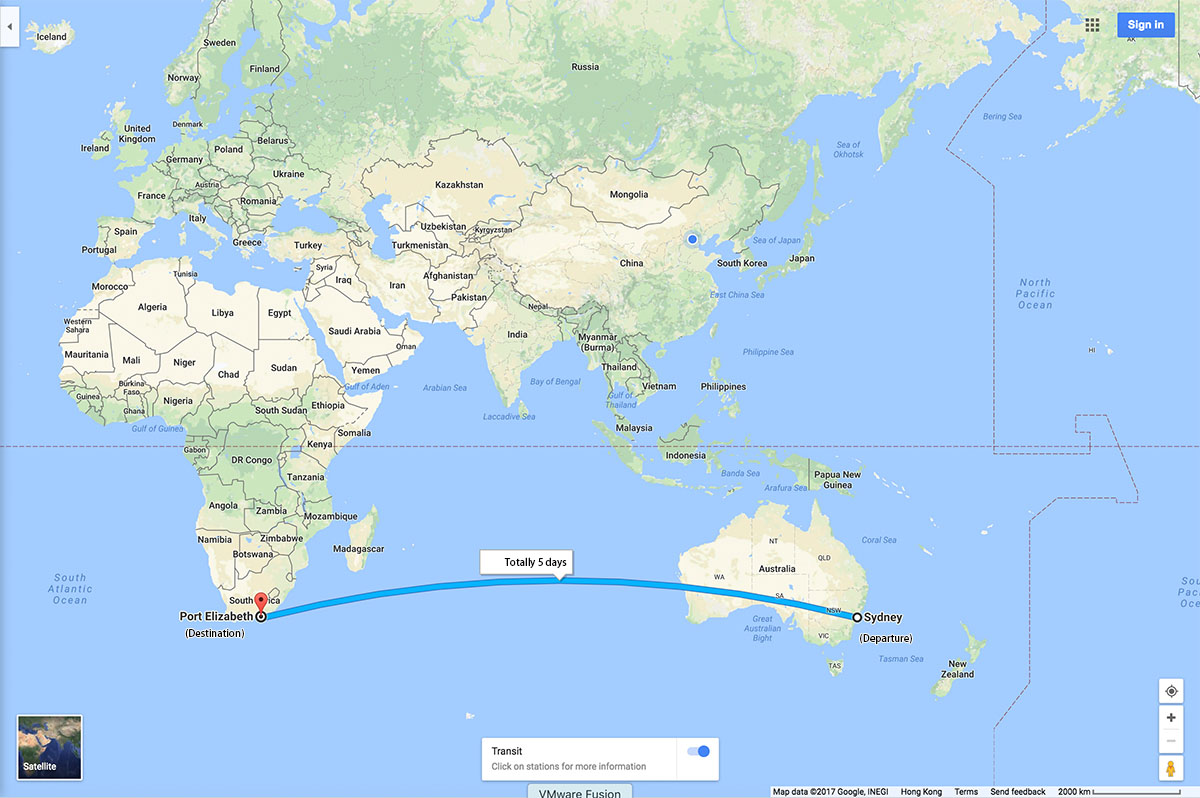 Iceland
Sign in
AK
Sweden
Finland
Russia
Norway
Bering Sea
Denmark
United
Kingdom
Ireland
Belarus
Sea of
Okhotsk
Poland
Germany
Ukraine
Austria
Kazakhstan
Mongolia
France
Romania
Italy
Uzbekistan
Kyrgyzstan
Spain
Portugal
Greece
Turkey
Turkmenistan
Sea of Japan
Japan
South Korea
China
Syria
Tunisia
Iraq
Iran
Afghanistan
Morocco
Pakistan
East China Sea
North
Pacific
Ocean
Algeria
Libya
Egypt
Nepal
Western
Sahara
Saudi Arabia
India
Myanmar
(Burma)
Oman
Mauritania
Mali
Niger
Chad
Sudan
Yemen
Thailand
Philippine Sea
HI
Burkina
Faso
Gulf of Aden
Arabian Sea
Bay of Bengal
Vietnam
Philippines
Guinea
Ghana
Nigeria
South Sudan
Ethiopia
Gulf of
Thailand
Laccadive Sea
Gulf of Guinea
Somalia
Malaysia
Gabon
Kenya
DR Congo
Indonesia
Tanzania
Banda Sea
Papua New
Guinea
Arafura Sea
Angola
Zambia
Mozambique
Namibia
Zimbabwe
Botswana
Madagascar
Coral Sea
NT
QLD
Totally 5 days
Australia
WA
South
Atlantic
Ocean
SA
NSW
South
ica
Port Elizabeth
(Destination)
Sydney
(Departure)
Great
Australian
Bight
VIC
Tasman Sea
TAS
New
Zealand
Sou
Pac
Oce
Satellite
Transit
Click on stations for more information
VMware Fusion
Map data ©2017 Google, INEGI Hong Kong Terms Send feedback 2000 km